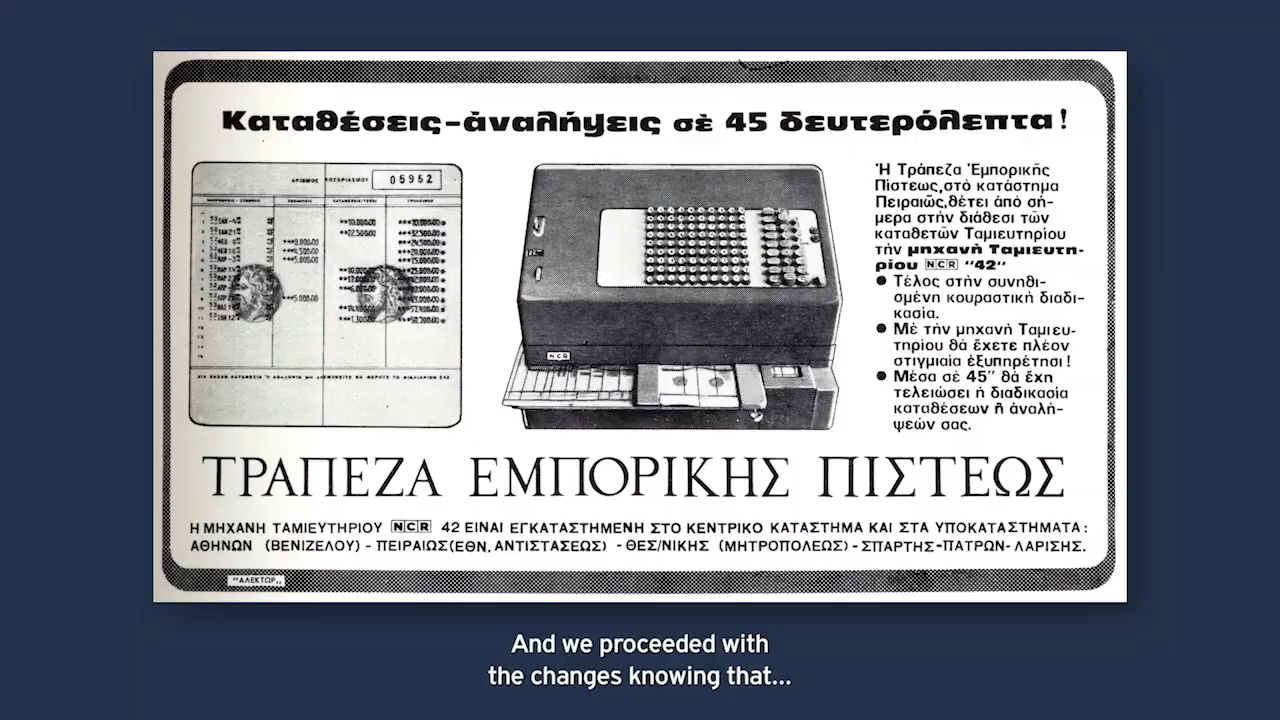 Καταθέσεις-ἀναλήψεις σὲ 45 δευτερόλεπτα!
ΑΡΙΘΜΟΣ ΛΟΓΑΡΙΑΣΜΟΥ 05952
Ἡ Τράπεζα Ἐμπορικῆς
Πίστεως,στὸ κατάστημα
Πειραιῶς,θέτει ἀπὸ σή-
μερα στὴν διάθεσι τῶν
καταθετῶν Ταμιευτηρίου
τὴν μηχανὴ Ταμιευτη-
ρίου NCR "42"
● Τέλος στὴν συνηθι-
σμένη κουραστικὴ διαδι-
κασία.
● Μὲ τὴν μηχανὴ Ταμιευ-
τηρίου θὰ ἔχετε πλέον
στιγμιαία ἐξυπηρέτησι!
● Μέσα σὲ 45" θὰ ἔχη
τελειώσει ἡ διαδικασία
καταθέσεων ἢ ἀναλή-
ψεών σας.
NCR
ΤΡΑΠΕΖΑ ΕΜΠΟΡΙΚΗΣ ΠΙΣΤΕΩΣ
Η ΜΗΧΑΝΗ ΤΑΜΙΕΥΤΗΡΙΟΥ NCR 42 ΕΙΝΑΙ ΕΓΚΑΤΑΣΤΗΜΕΝΗ ΣΤΟ ΚΕΝΤΡΙΚΟ ΚΑΤΑΣΤΗΜΑ ΚΑΙ ΣΤΑ ΥΠΟΚΑΤΑΣΤΗΜΑΤΑ:
ΑΘΗΝΩΝ (ΒΕΝΙΖΕΛΟΥ) - ΠΕΙΡΑΙΩΣ(ΕΘΝ. ΑΝΤΙΣΤΑΣΕΩΣ) - ΘΕΣ/ΝΙΚΗΣ (ΜΗΤΡΟΠΟΛΕΩΣ) - ΣΠΑΡΤΗΣ-ΠΑΤΡΩΝ-ΛΑΡΙΣΗΣ.
"ΑΛΕΚΤΩΡ,,
And we proceeded with
the changes knowing that...